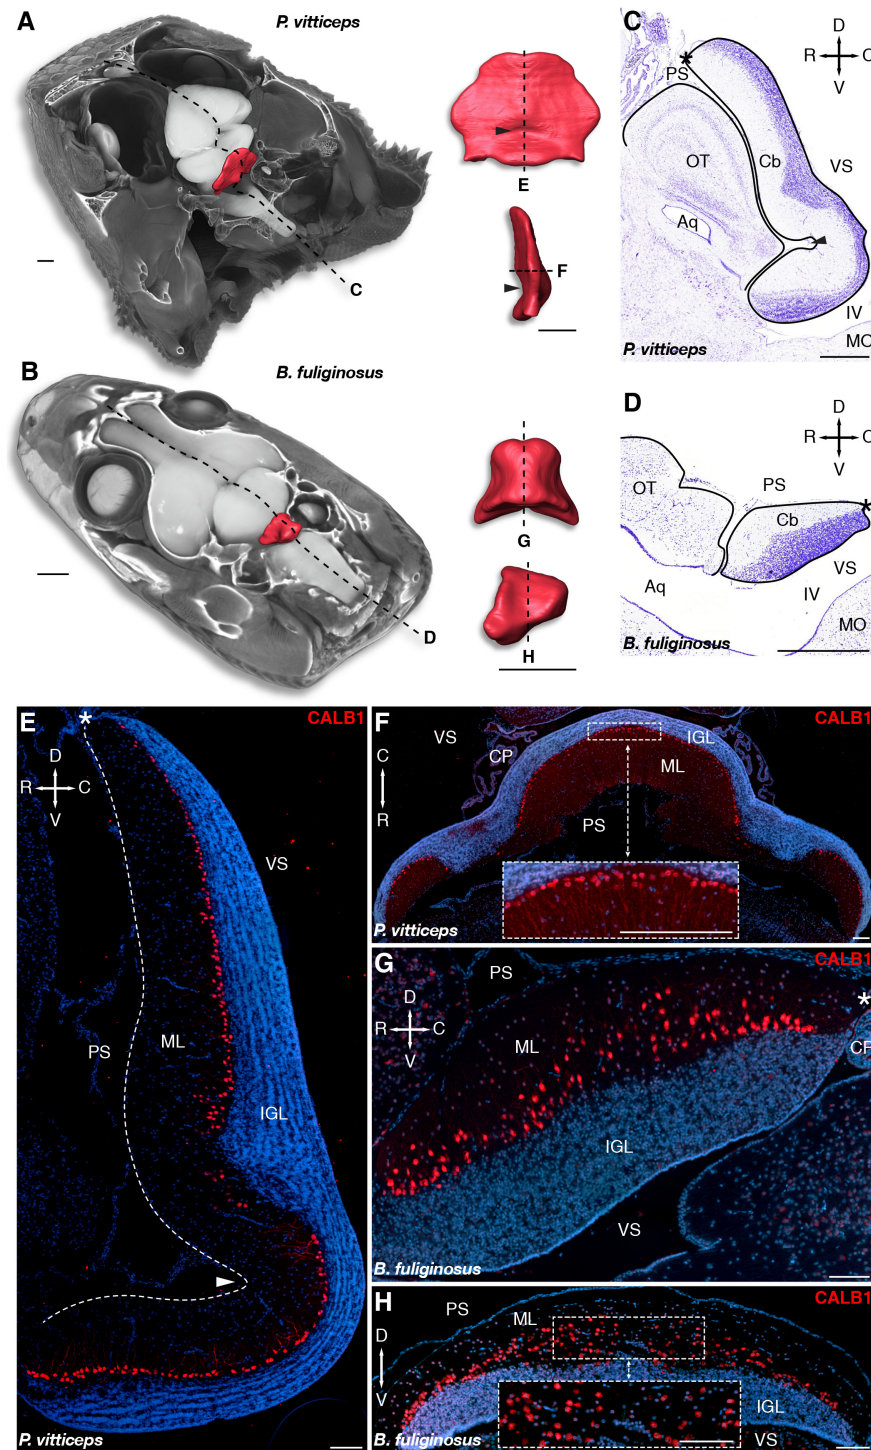 A
P. vitticeps
C
E
F
B
B. fuliginosus
D
G
H
C
D
R
C
V
PS
OT
Cb
VS
Aq
IV
MO
P. vitticeps
D
D
R
C
V
OT
PS
Cb
VS
Aq
IV
MO
B. fuliginosus
E
CALB1
D
R
C
V
VS
PS
ML
IGL
P. vitticeps
F
CALB1
VS
C
R
CP
IGL
ML
PS
P. vitticeps
G
CALB1
PS
D
R
C
V
ML
CP
IGL
VS
B. fuliginosus
H
CALB1
PS
ML
D
V
IGL
VS
B. fuliginosus